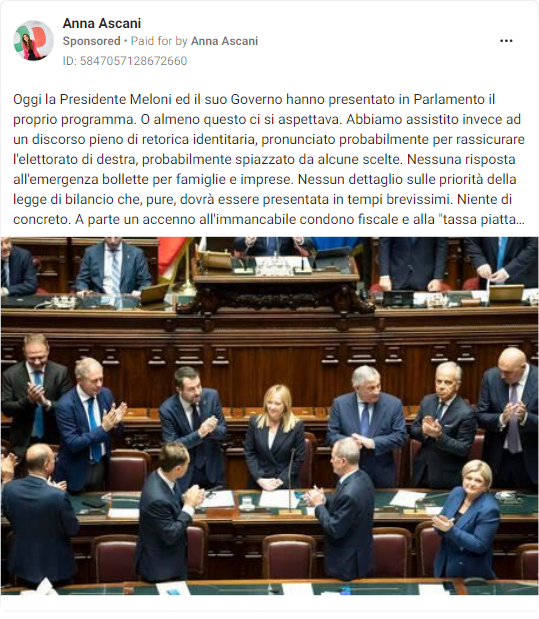 Anna Ascani
Sponsored • Paid for by Anna Ascani
ID: 5847057128672660
Oggi la Presidente Meloni ed il suo Governo hanno presentato in Parlamento il
proprio programma. O almeno questo ci si aspettava. Abbiamo assistito invece ad
un discorso pieno di retorica identitaria, pronunciato probabilmente per rassicurare
l'elettorato di destra, probabilmente spiazzato da alcune scelte. Nessuna risposta
all'emergenza bollette per famiglie e imprese. Nessun dettaglio sulle priorità della
legge di bilancio che, pure, dovrà essere presentata in tempi brevissimi. Niente di
concreto. A parte un accenno all'immancabile condono fiscale e alla "tassa piatta...